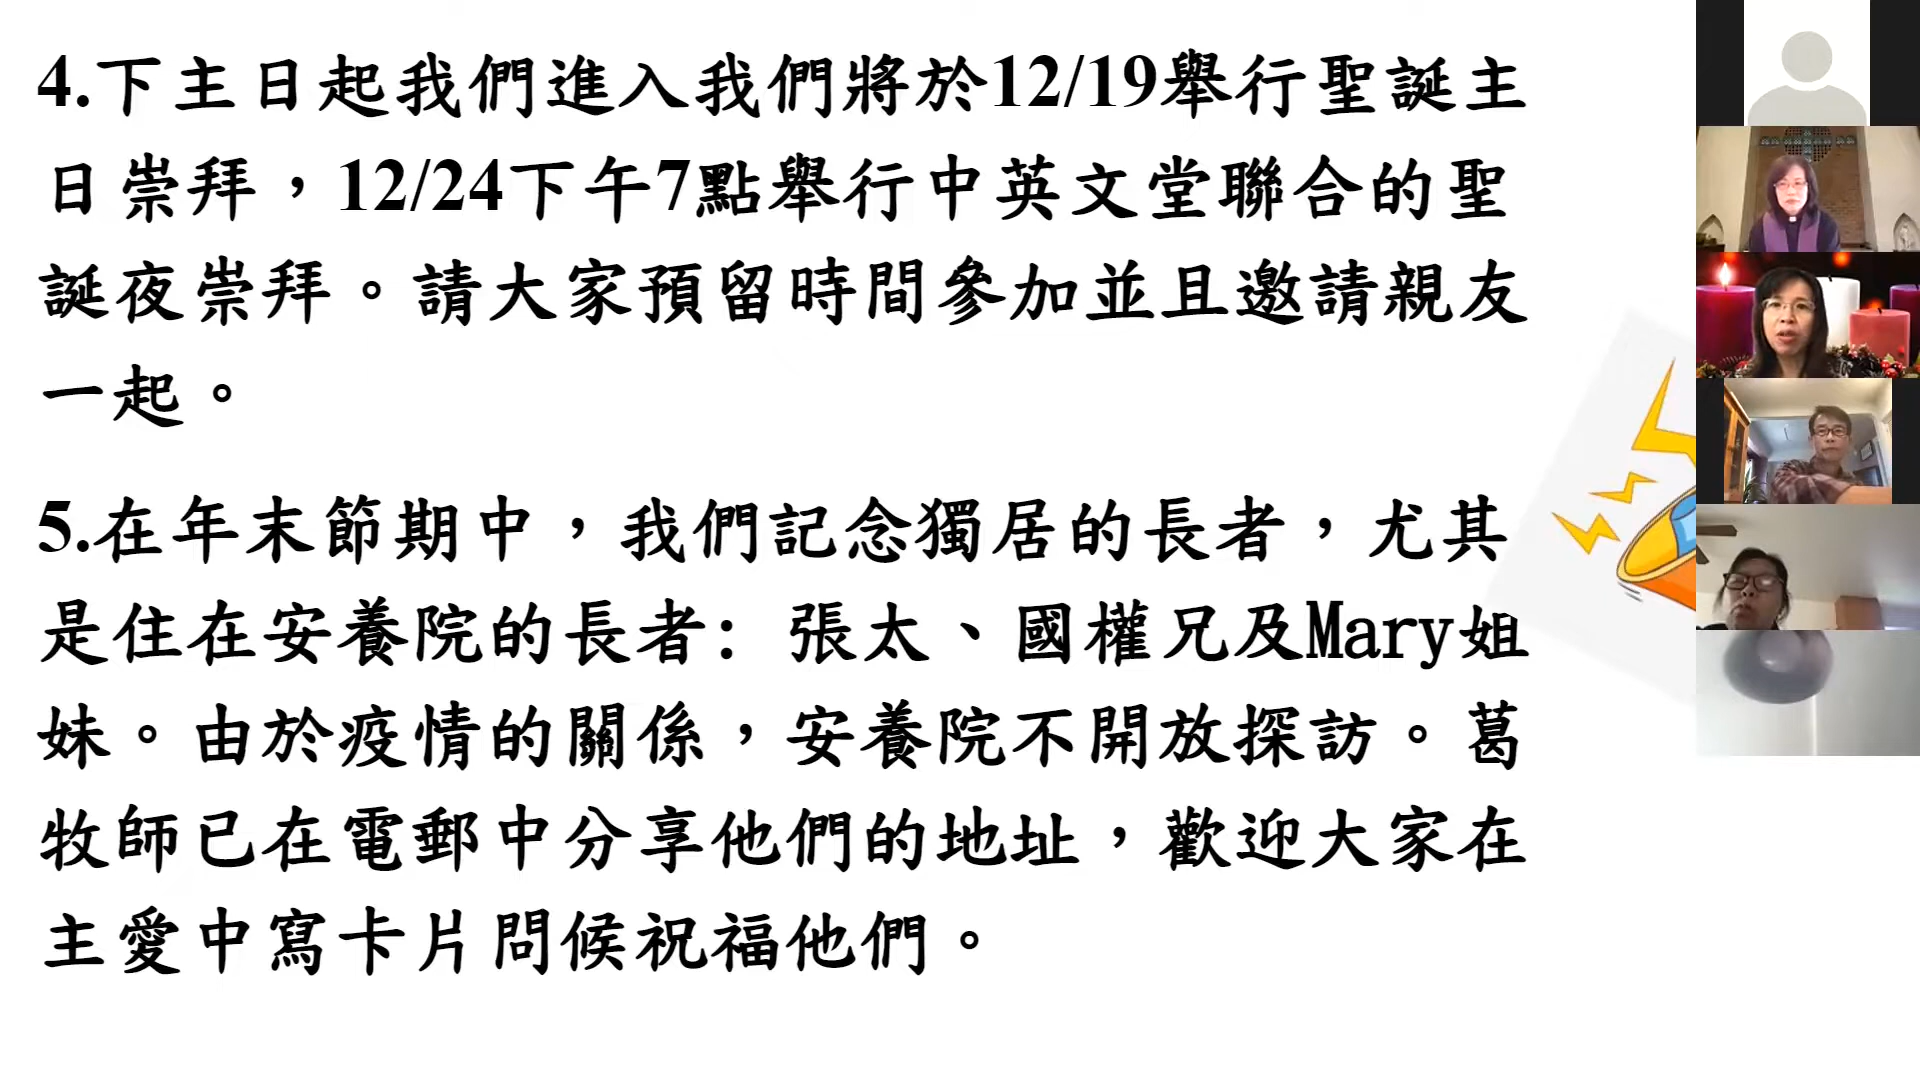 4.下主日起我們進入我們將於12/19舉行聖誕主
日崇拜，12/24下午7點舉行中英文堂聯合的聖
誕夜崇拜。請大家預留時間參加並且邀請親友
一起。
5.在年末節期中，我們記念獨居的長者，尤其
是住在安養院的長者: 張太、國權兄及Mary姐
妹。由於疫情的關係，安養院不開放探訪。葛
牧師已在電郵中分享他們的地址，歡迎大家在
主愛中寫卡片問候祝福他們。